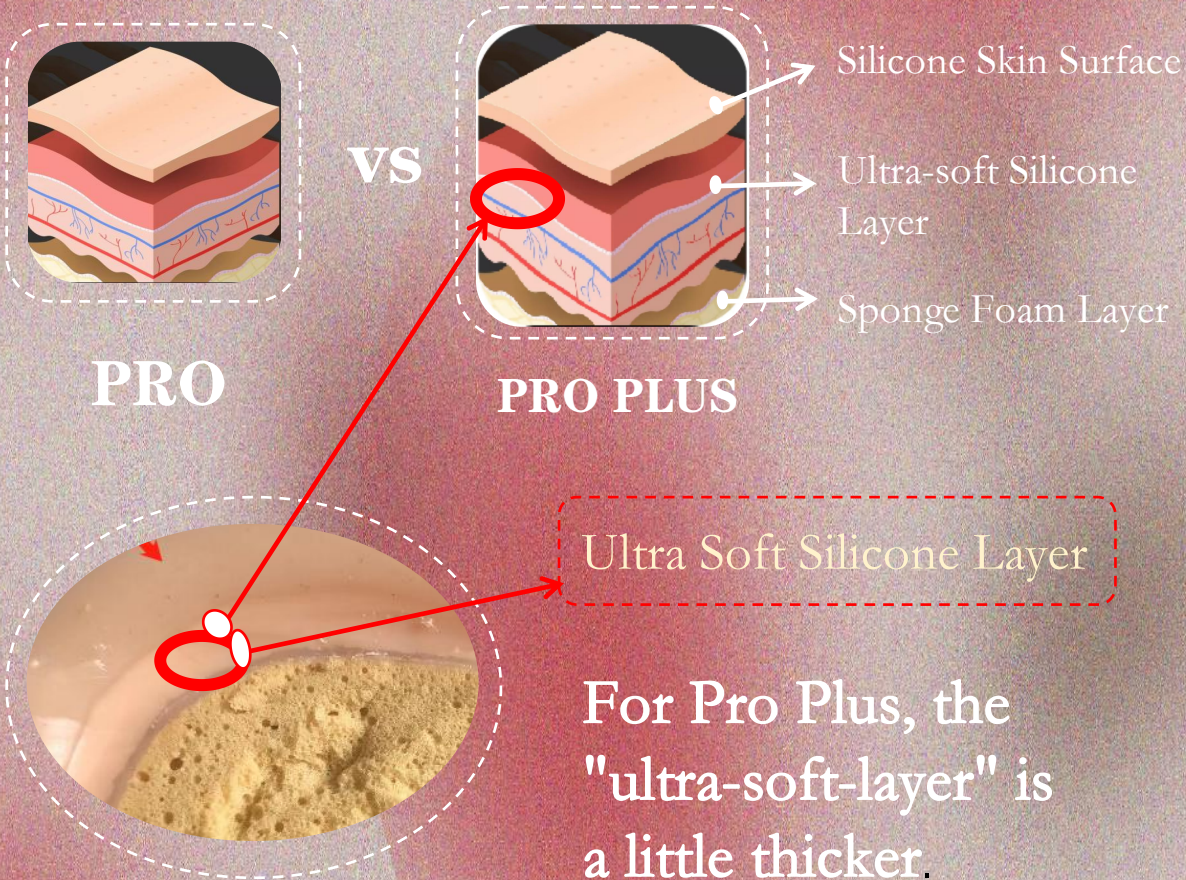 vs
Silicone Skin Surface
Ultra-soft Silicone
Layer
Sponge Foam Layer
PRO
PRO PLUS
Ultra Soft Silicone Layer
For Pro Plus, the
"ultra-soft-layer" is
a little thicker.